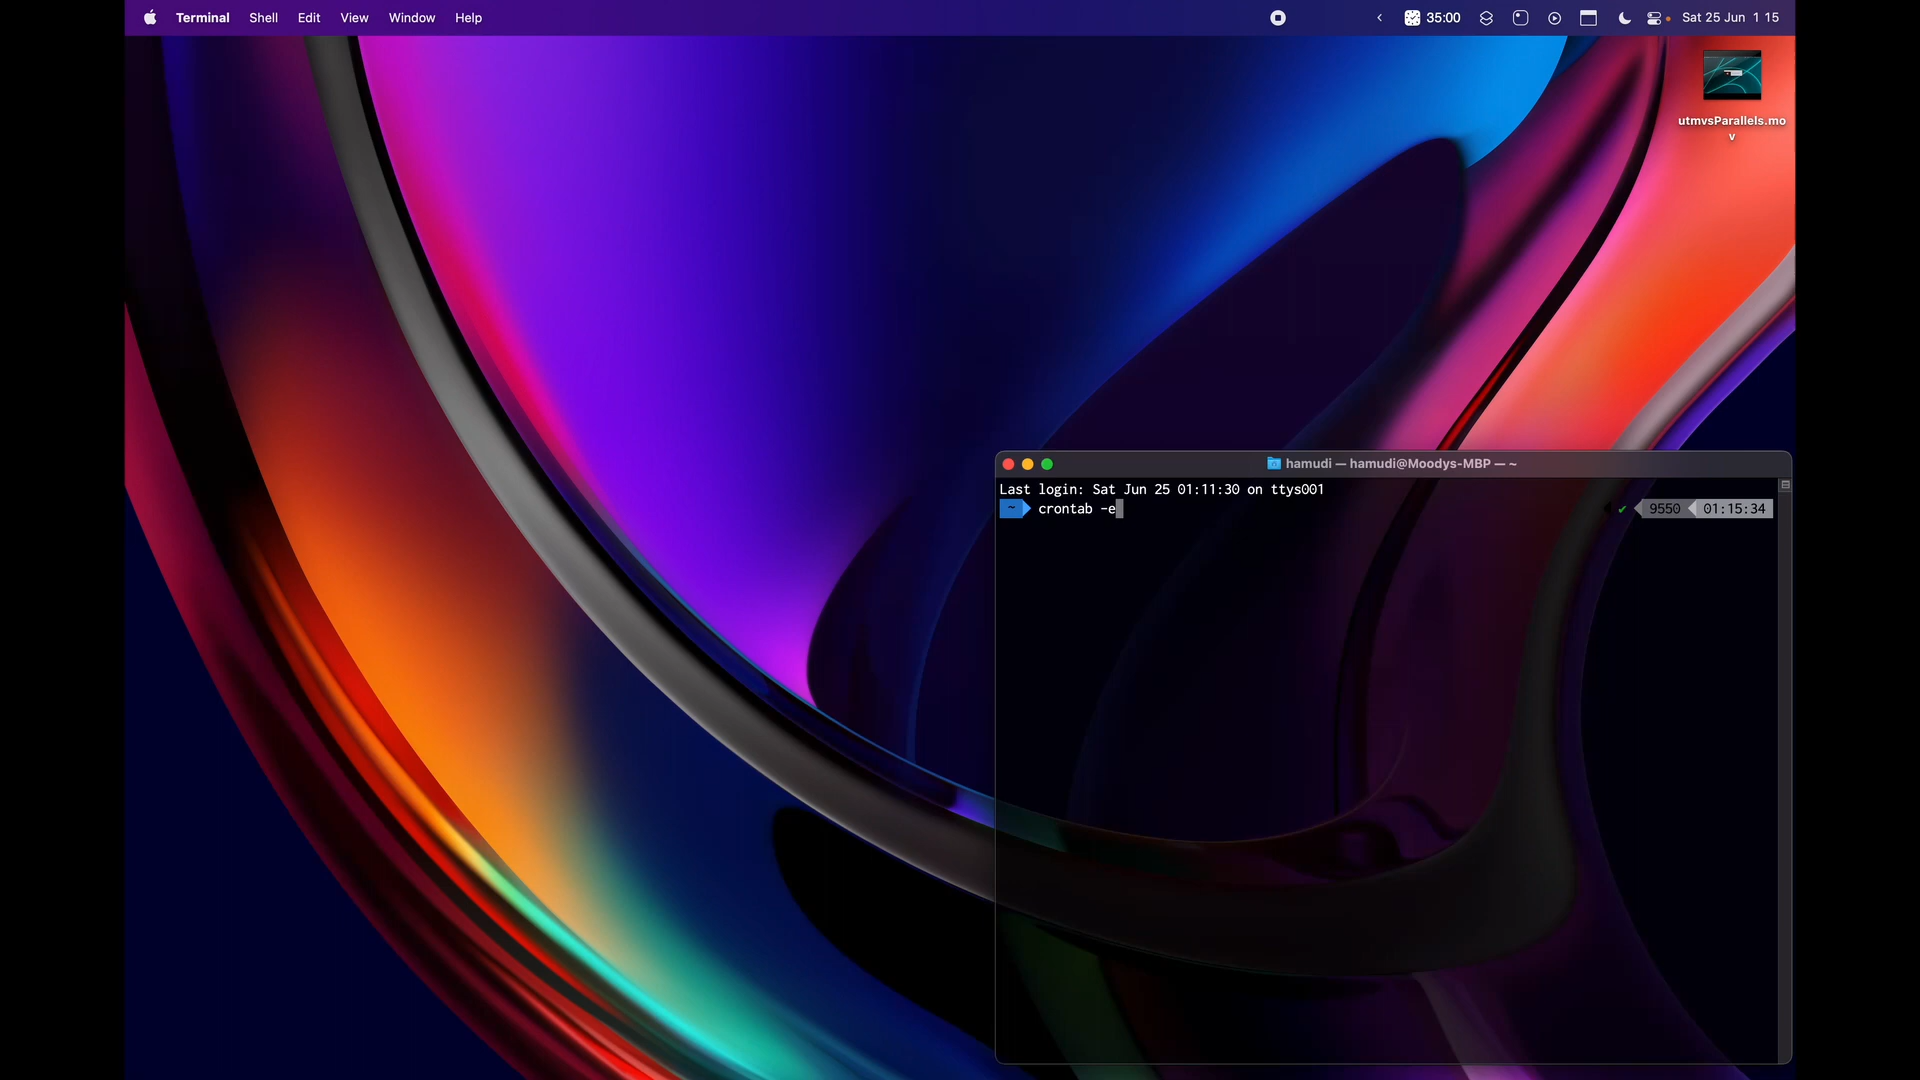 Terminal Shell Edit View Window Help 35:00 Sat 25 Jun 1 15
utmvsParallels.mo
v
hamudi — hamudi@Moodys-MBP — ~
Last login: Sat Jun 25 01:11:30 on ttys001
~ crontab -e ✔ 9550 01:15:34